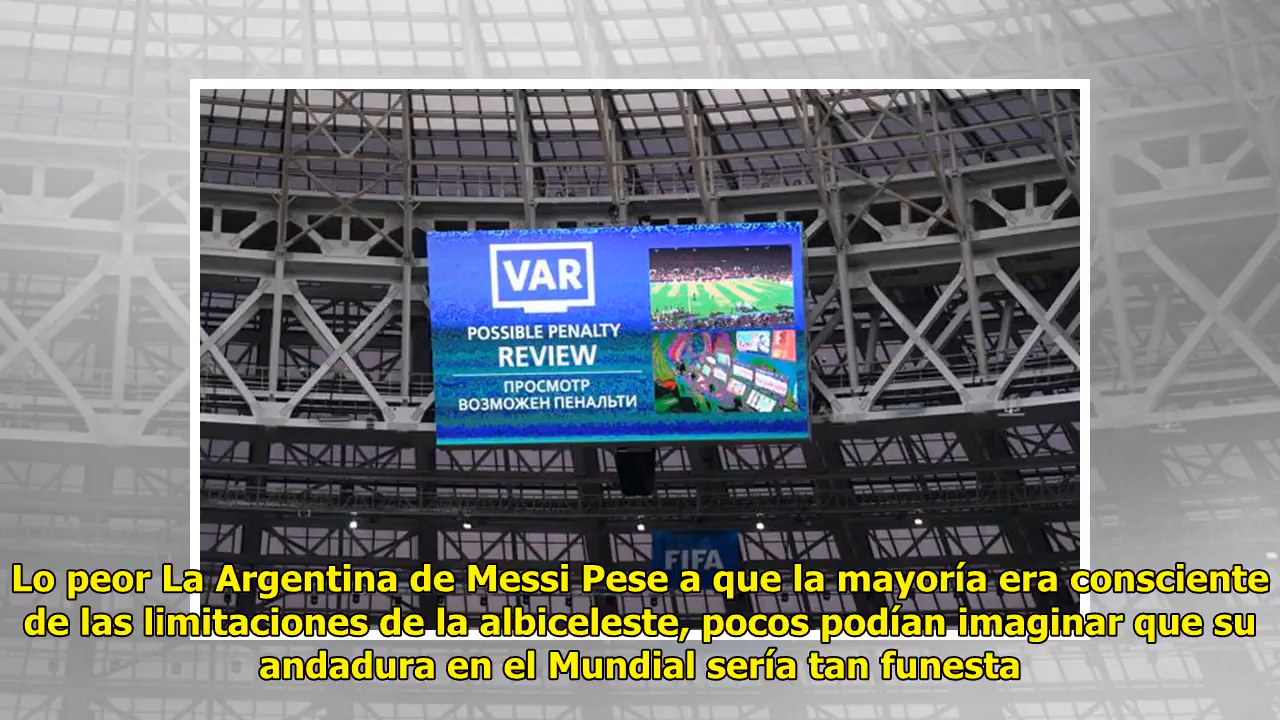 VAR
POSSIBLE PENALTY
REVIEW
ПРОСМОТР
ВОЗМОЖЕН ПЕНАЛЬТИ
FIFA
Lo peor La Argentina de Messi Pese a que la mayoría era consciente
de las limitaciones de la albiceleste, pocos podían imaginar que su
andadura en el Mundial sería tan funesta